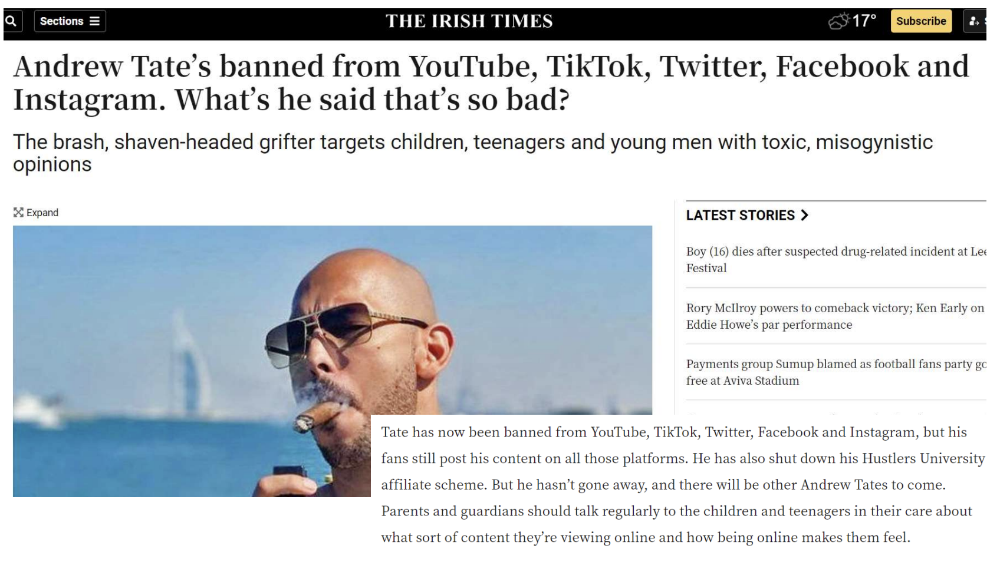 Sections
THE IRISH TIMES
17°
Subscribe
Andrew Tate’s banned from YouTube, TikTok, Twitter, Facebook and
Instagram. What’s he said that’s so bad?
The brash, shaven-headed grifter targets children, teenagers and young men with toxic, misogynistic
opinions
Expand
LATEST STORIES
Boy (16) dies after suspected drug-related incident at
Festival
Rory McIlroy powers to comeback victory; Ken Early on
Eddie Howe’s par performance
Payments group Sumup blamed as football fans party
free at Aviva Stadium
Tate has now been banned from YouTube, TikTok, Twitter, Facebook and Instagram, but his
fans still post his content on all those platforms. He has also shut down his Hustlers University
affiliate scheme. But he hasn’t gone away, and there will be other Andrew Tates to come.
Parents and guardians should talk regularly to the children and teenagers in their care about
what sort of content they’re viewing online and how being online makes them feel.